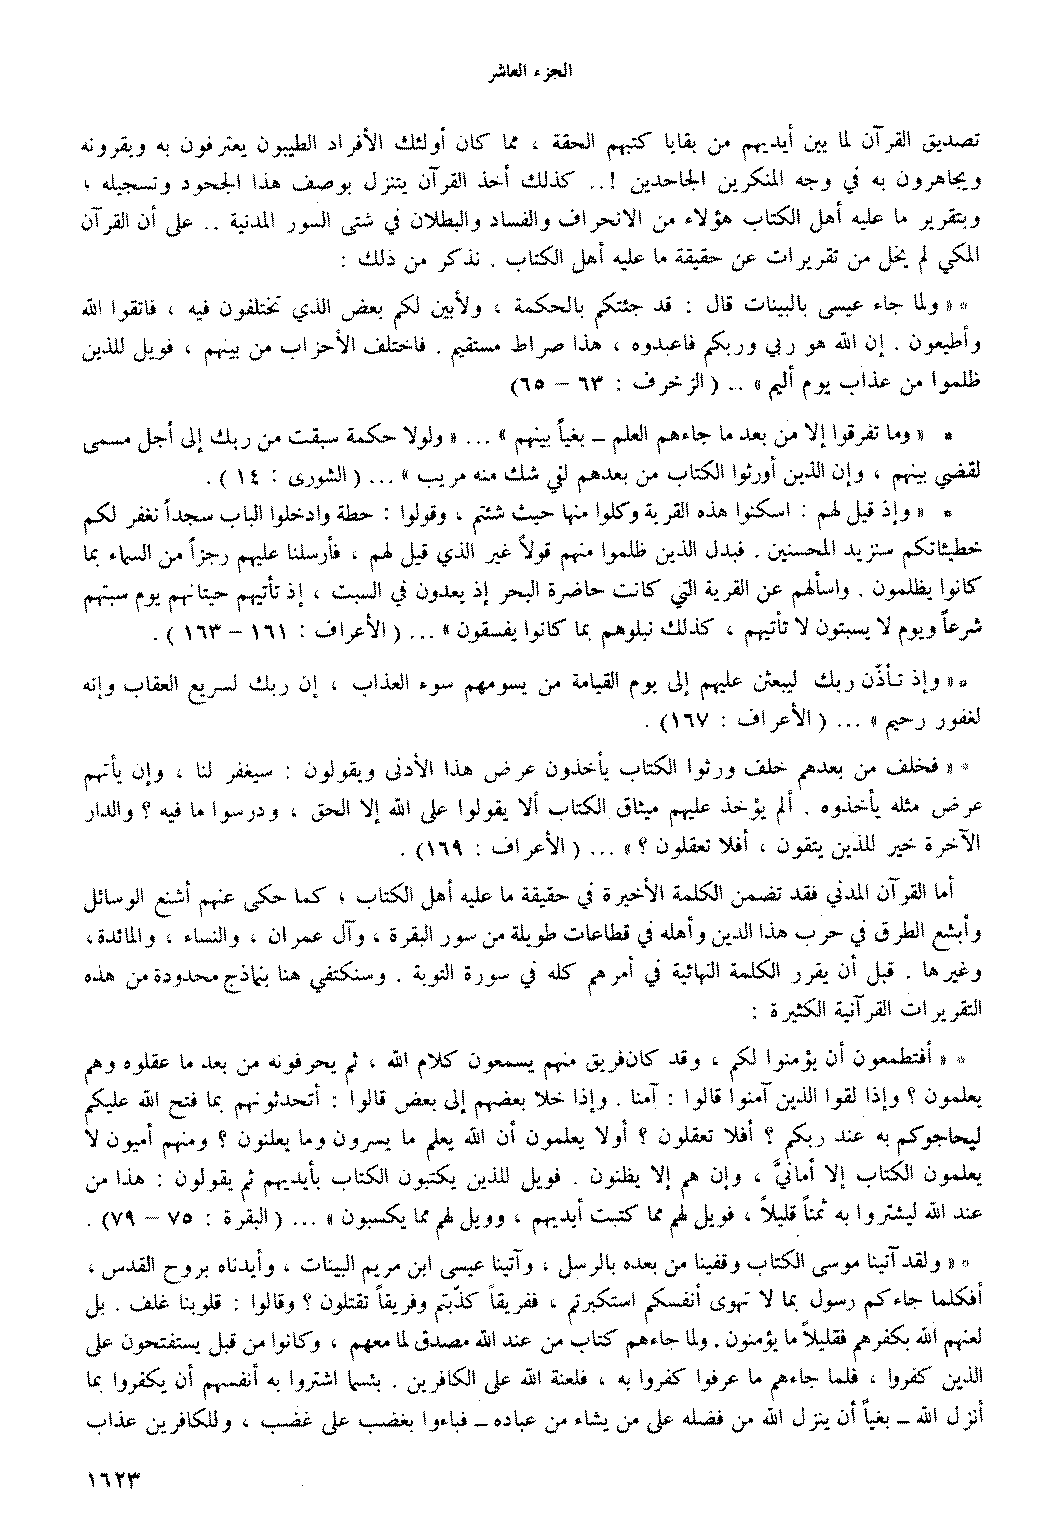 الجزء العاشر
تصديق القرآن لما بين أيديهم من بقايا كتبهم الحقة ، مما كان أولئك الأفراد الطيبون يعترفون به ويقرونه
ويجاهرون به في وجه المنكرين الجاحدين !.. كذلك أخذ القرآن يتنزل بوصف هذا الجحود وتسجيله ؛
وبتقرير ما عليه أهل الكتاب هؤلاء من الانحراف والفساد والبطلان في شتى السور المدنية .. على أن القرآن
المكي لم يخل من تقريرات عن حقيقة ما عليه أهل الكتاب . نذكر من ذلك :
* « ولما جاء عيسى بالبينات قال : قد جئتكم بالحكمة ، ولأبين لكم بعض الذي تختلفون فيه ، فاتقوا الله
وأطيعون . إن الله هو ربي وربكم فاعبدوه ، هذا صراط مستقيم . فاختلف الأحزاب من بينهم ، فويل للذين
ظلموا من عذاب يوم أليم » .. ( الزخرف : ٦٣ – ٦٥)
* « وما تفرقوا إلا من بعد ما جاءهم العلم – بغياً بينهم » ... « ولولا حكمة سبقت من ربك إلى أجل مسمى
لقضي بينهم ، وإن الذين أورثوا الكتاب من بعدهم لفي شك منه مريب » ... ( الشورى : ١٤ ) .
* « وإذ قيل لهم : اسكنوا هذه القرية وكلوا منها حيث شئتم ، وقولوا : حطة وادخلوا الباب سجداً نغفر لكم
خطيئاتكم سنزيد المحسنين . فبدل الذين ظلموا منهم قولاً غير الذي قيل لهم ، فأرسلنا عليهم رجزاً من السماء بما
كانوا يظلمون . واسألهم عن القرية التي كانت حاضرة البحر إذ يعدون في السبت ، إذ تأتيهم حيتانهم يوم سبتهم
شرعاً ويوم لا يسبتون لا تأتيهم ، كذلك نبلوهم بما كانوا يفسقون » ... ( الأعراف : ١٦١ – ١٦٣ ) .
* « وإذ تأذّن ربك ليبعثن عليهم إلى يوم القيامة من يسومهم سوء العذاب ، إن ربك لسريع العقاب وإنه
لغفور رحيم » ... ( الأعراف : ١٦٧) .
* « فخلف من بعدهم خلف ورثوا الكتاب يأخذون عرض هذا الأدنى ويقولون : سيغفر لنا ، وإن يأتهم
عرض مثله يأخذوه . ألم يؤخذ عليهم ميثاق الكتاب ألا يقولوا على الله إلا الحق ، ودرسوا ما فيه ؟ والدار
الآخرة خير للذين يتقون ، أفلا تعقلون ؟ » ... ( الأعراف : ١٦٩) .
أما القرآن المدني فقد تضمن الكلمة الأخيرة في حقيقة ما عليه أهل الكتاب ؛ كما حكى عنهم أشنع الوسائل
وأبشع الطرق في حرب هذا الدين وأهله في قطاعات طويلة من سور البقرة ، وآل عمران ، والنساء ، والمائدة،
وغيرها . قبل أن يقرر الكلمة النهائية في أمرهم كله في سورة التوبة . وسنكتفي هنا بنماذج محدودة من هذه
التقريرات القرآنية الكثيرة :
* « أفتطمعون أن يؤمنوا لكم ، وقد كان فريق منهم يسمعون كلام الله ، ثم يحرفونه من بعد ما عقلوه وهم
يعلمون ؟ وإذا لقوا الذين آمنوا قالوا : آمنا . وإذا خلا بعضهم إلى بعض قالوا : أتحدثونهم بما فتح الله عليكم
ليحاجوكم به عند ربكم ؟ أفلا تعقلون ؟ أولا يعلمون أن الله يعلم ما يسرون وما يعلنون ؟ ومنهم أميون لا
يعلمون الكتاب إلا أمانيَّ ، وإن هم إلا يظنون . فويل للذين يكتبون الكتاب بأيديهم ثم يقولون : هذا من
عند الله ليشتروا به ثمناً قليلاً ، فويل لهم مما كتبت أيديهم ، وويل لهم مما يكسبون » ... ( البقرة : ٧٥ – ٧٩) .
* « ولقد آتينا موسى الكتاب وقفينا من بعده بالرسل ، وآتينا عيسى ابن مريم البينات ، وأيدناه بروح القدس ،
أفكلما جاءكم رسول بما لا تهوى أنفسكم استكبرتم ، ففريقاً كذّبتم وفريقاً تقتلون ؟ وقالوا : قلوبنا غلف . بل
لعنهم الله بكفرهم فقليلاً ما يؤمنون . ولما جاءهم كتاب من عند الله مصدق لما معهم ، وكانوا من قبل يستفتحون على
الذين كفروا ، فلما جاءهم ما عرفوا كفروا به ، فلعنة الله على الكافرين . بئسما اشتروا به أنفسهم أن يكفروا بما
أنزل الله – بغياً أن ينزل الله من فضله على من يشاء من عباده – فباءوا بغضب على غضب ، وللكافرين عذاب
١٦٢٣